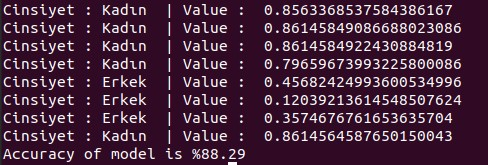 Cinsiyet : Kadın | Value : 0.8563368537584386167
Cinsiyet : Kadın | Value : 0.86145849086688023086
Cinsiyet : Kadın | Value : 0.8614584922430884819
Cinsiyet : Kadın | Value : 0.79659673993225800086
Cinsiyet : Erkek | Value : 0.45682424993600534996
Cinsiyet : Erkek | Value : 0.12039213614548507624
Cinsiyet : Erkek | Value : 0.3574676761653635704
Cinsiyet : Kadın | Value : 0.8614564587650150043
Accuracy of model is %88.29